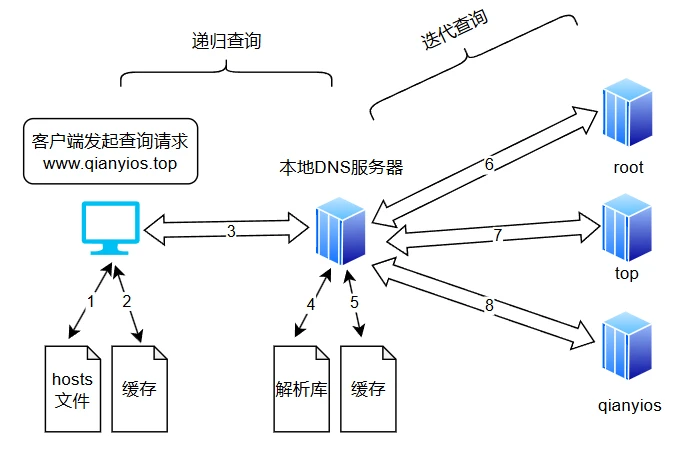 递归查询
迭代查询
客户端发起查询请求
www.qianyios.top
本地DNS服务器
root
top
qianyios
1
2
3
4
5
6
7
8
hosts
文件
缓存
解析库
缓存